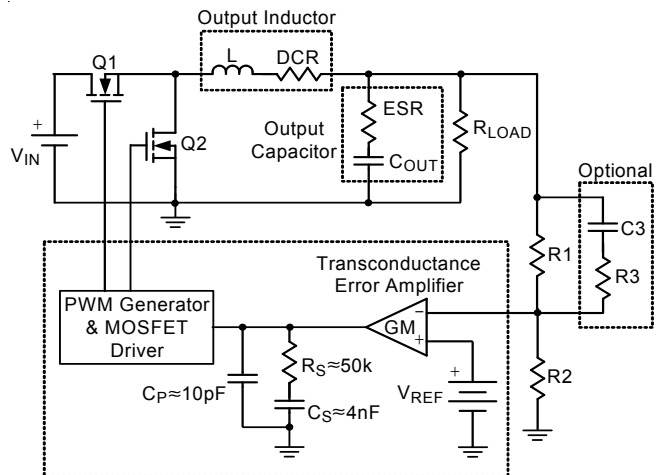 Output Inductor
Q1
L
DCR
+
VIN
Q2
Output
Capacitor
ESR
COUT
RLOAD
Optional
C3
R1
R3
Transconductance
Error Amplifier
PWM Generator
& MOSFET
Driver
GM
−
+
RS≈50k
CP≈10pF
CS≈4nF
+
VREF
R2